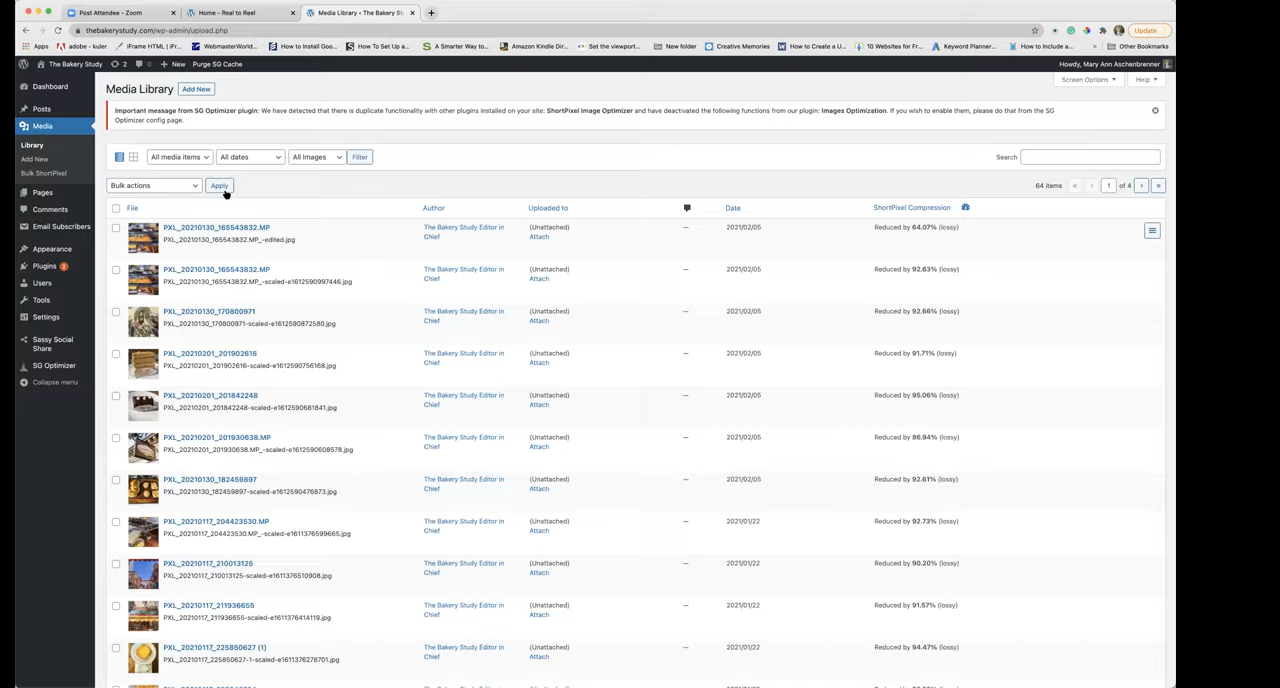 Post Attendee - Zoom
Home - Real to Reel
Media Library ‹ The Bakery St
thebakerystudy.com/wp-admin/upload.php
Update
Apps
adobe - kuler
iFrame HTML | iFr...
WebmasterWorld...
How to Install Goo...
How To Set Up a...
A Smarter Way to...
Amazon Kindle Dir...
Set the viewport...
New folder
Creative Memories
How to Create a U...
10 Websites for Fr...
Keyword Planner...
How to Include a...
Other Bookmarks
The Bakery Study
2
0
New
Purge SG Cache
Howdy, Mary Ann Aschenbrenner
Dashboard
Posts
Media
Library
Add New
Bulk ShortPixel
Pages
Comments
Email Subscribers
Appearance
Plugins 2
Users
Tools
Settings
Sassy Social
Share
SG Optimizer
Collapse menu
Screen Options
Help
Media Library
Add New
Important message from SG Optimizer plugin: We have detected that there is duplicate functionality with other plugins installed on your site: ShortPixel Image Optimizer and have deactivated the following functions from our plugin: Images Optimization. If you wish to enable them, please do that from the SG
Optimizer config page.
All media items
All dates
All Images
Filter
Search
Bulk actions
Apply
64 items « ‹ 1 of 4 › »
File Author Uploaded to Date ShortPixel Compression
PXL_20210130_165543832.MP The Bakery Study Editor in (Unattached) — 2021/02/05 Reduced by 64.07% (lossy)
PXL_20210130_165543832.MP_-edited.jpg Chief Attach
PXL_20210130_165543832.MP The Bakery Study Editor in (Unattached) — 2021/02/05 Reduced by 92.63% (lossy)
PXL_20210130_165543832.MP_-scaled-e1612590997446.jpg Chief Attach
PXL_20210130_170800971 The Bakery Study Editor in (Unattached) — 2021/02/05 Reduced by 92.66% (lossy)
PXL_20210130_170800971-scaled-e1612590872580.jpg Chief Attach
PXL_20210201_201902616 The Bakery Study Editor in (Unattached) — 2021/02/05 Reduced by 91.71% (lossy)
PXL_20210201_201902616-scaled-e1612590756168.jpg Chief Attach
PXL_20210201_201842248 The Bakery Study Editor in (Unattached) — 2021/02/05 Reduced by 95.06% (lossy)
PXL_20210201_201842248-scaled-e1612590681841.jpg Chief Attach
PXL_20210201_201930638.MP The Bakery Study Editor in (Unattached) — 2021/02/05 Reduced by 86.94% (lossy)
PXL_20210201_201930638.MP_-scaled-e1612590608578.jpg Chief Attach
PXL_20210130_182459897 The Bakery Study Editor in (Unattached) — 2021/02/05 Reduced by 92.61% (lossy)
PXL_20210130_182459897-scaled-e1612590476873.jpg Chief Attach
PXL_20210117_204423530.MP The Bakery Study Editor in (Unattached) — 2021/01/22 Reduced by 92.73% (lossy)
PXL_20210117_204423530.MP_-scaled-e1611376599665.jpg Chief Attach
PXL_20210117_210013125 The Bakery Study Editor in (Unattached) — 2021/01/22 Reduced by 90.20% (lossy)
PXL_20210117_210013125-scaled-e1611376510908.jpg Chief Attach
PXL_20210117_211936655 The Bakery Study Editor in (Unattached) — 2021/01/22 Reduced by 91.57% (lossy)
PXL_20210117_211936655-scaled-e1611376414119.jpg Chief Attach
PXL_20210117_225850627 (1) The Bakery Study Editor in (Unattached) — 2021/01/22 Reduced by 94.47% (lossy)
PXL_20210117_225850627-1-scaled-e1611376278701.jpg Chief Attach